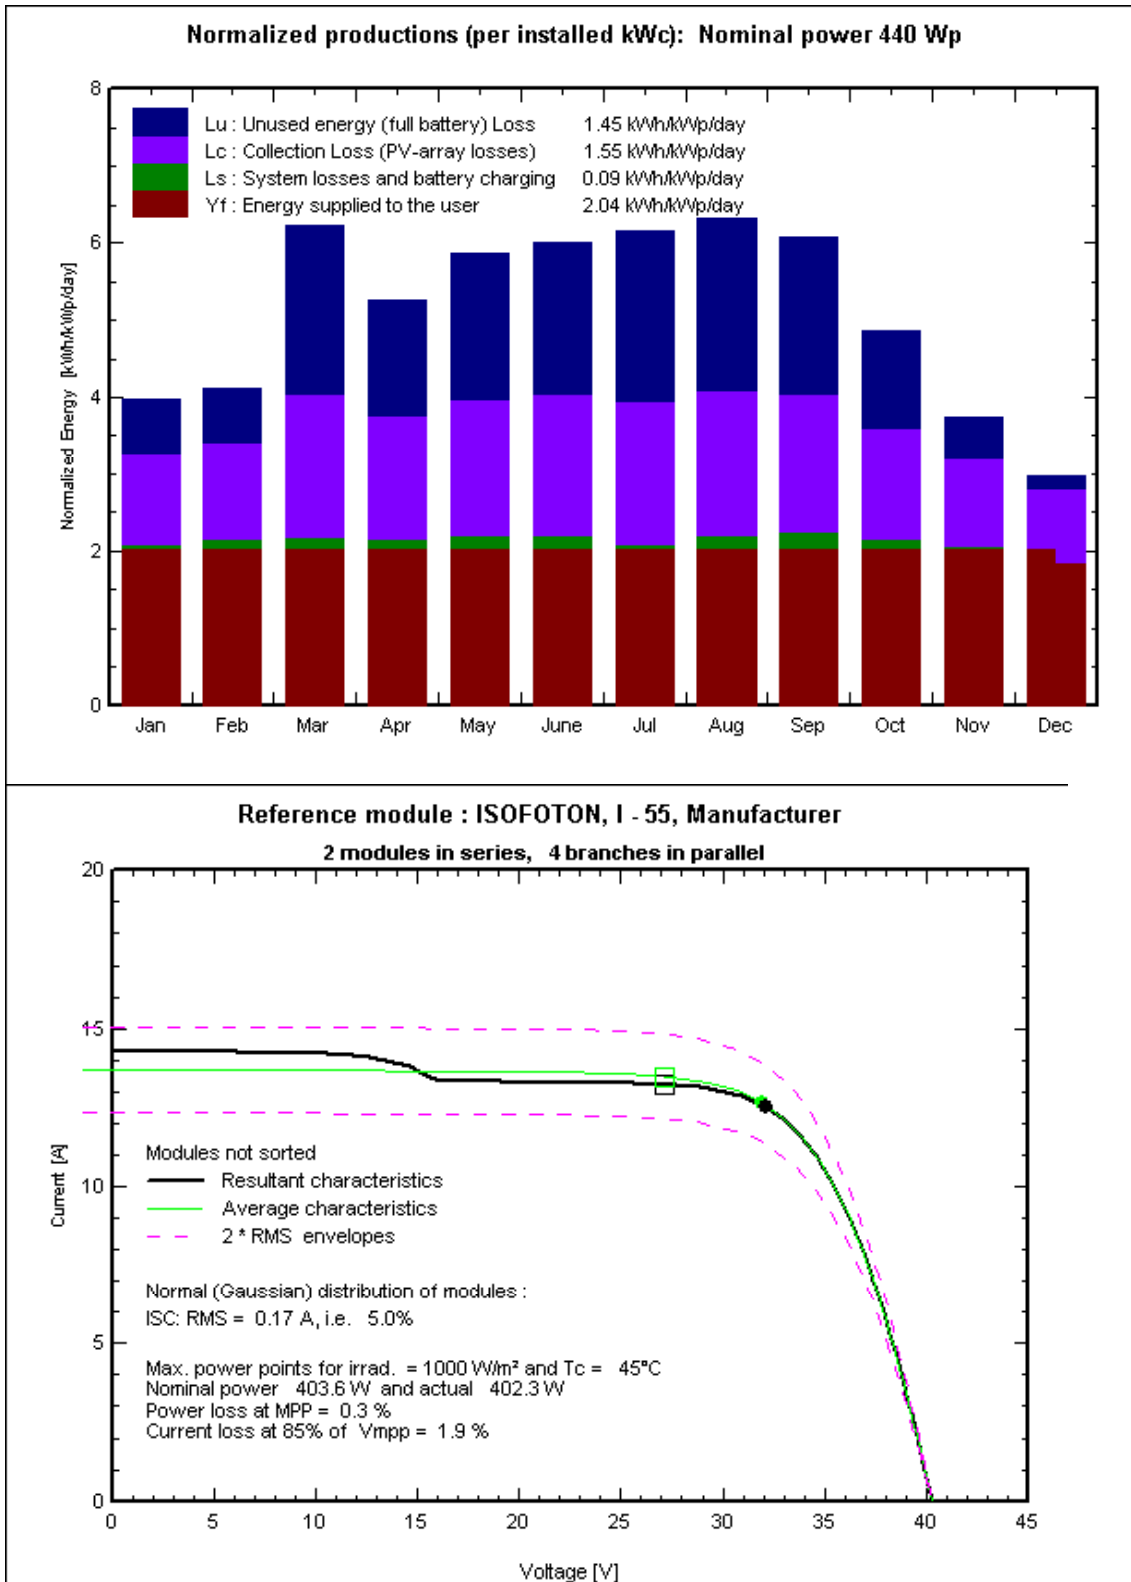 Normalized productions (per installed kWc):  Nominal power 440 Wp
8
Lu : Unused energy (full battery) Loss 1.45 kWh/kWp/day
Lc : Collection Loss (PV-array losses) 1.55 kWh/kWp/day
Ls : System losses and battery charging 0.09 kWh/kWp/day
Yf : Energy supplied to the user 2.04 kWh/kWp/day
6
Normalized Energy [kWh/kWp/day]
4
2
0
Jan Feb Mar Apr May June Jul Aug Sep Oct Nov Dec
Reference module : ISOFOTON, I - 55, Manufacturer
2 modules in series, 4 branches in parallel
20
15
Current [A]
Modules not sorted
Resultant characteristics
10
Average characteristics
2 * RMS envelopes
Normal (Gaussian) distribution of modules :
ISC: RMS = 0.17 A, i.e. 5.0%
5
Max. power points for irrad. = 1000 W/m² and Tc = 45°C
Nominal power 403.6 W and actual 402.3 W
Power loss at MPP = 0.3 %
Current loss at 85% of Vmpp = 1.9 %
0
0 5 10 15 20 25 30 35 40 45
Voltage [V]